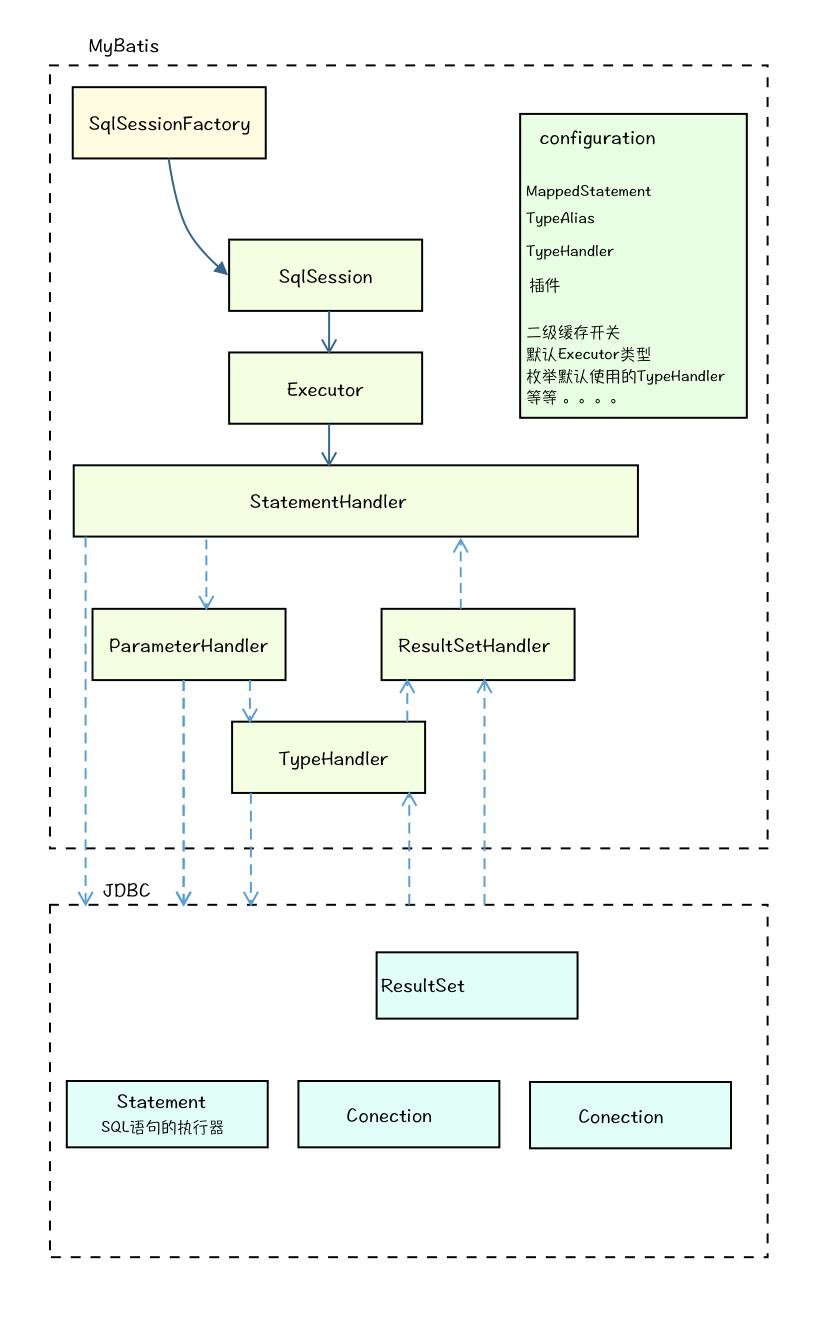 MyBatis
SqlSessionFactory
configuration
MappedStatement
TypeAlias
TypeHandler
插件
二级缓存开关
默认Executor类型
枚举默认使用的TypeHandler
等等 。。。。
SqlSession
Executor
StatementHandler
ParameterHandler
ResultSetHandler
TypeHandler
JDBC
ResultSet
Statement
SQL语句的执行器
Conection
Conection